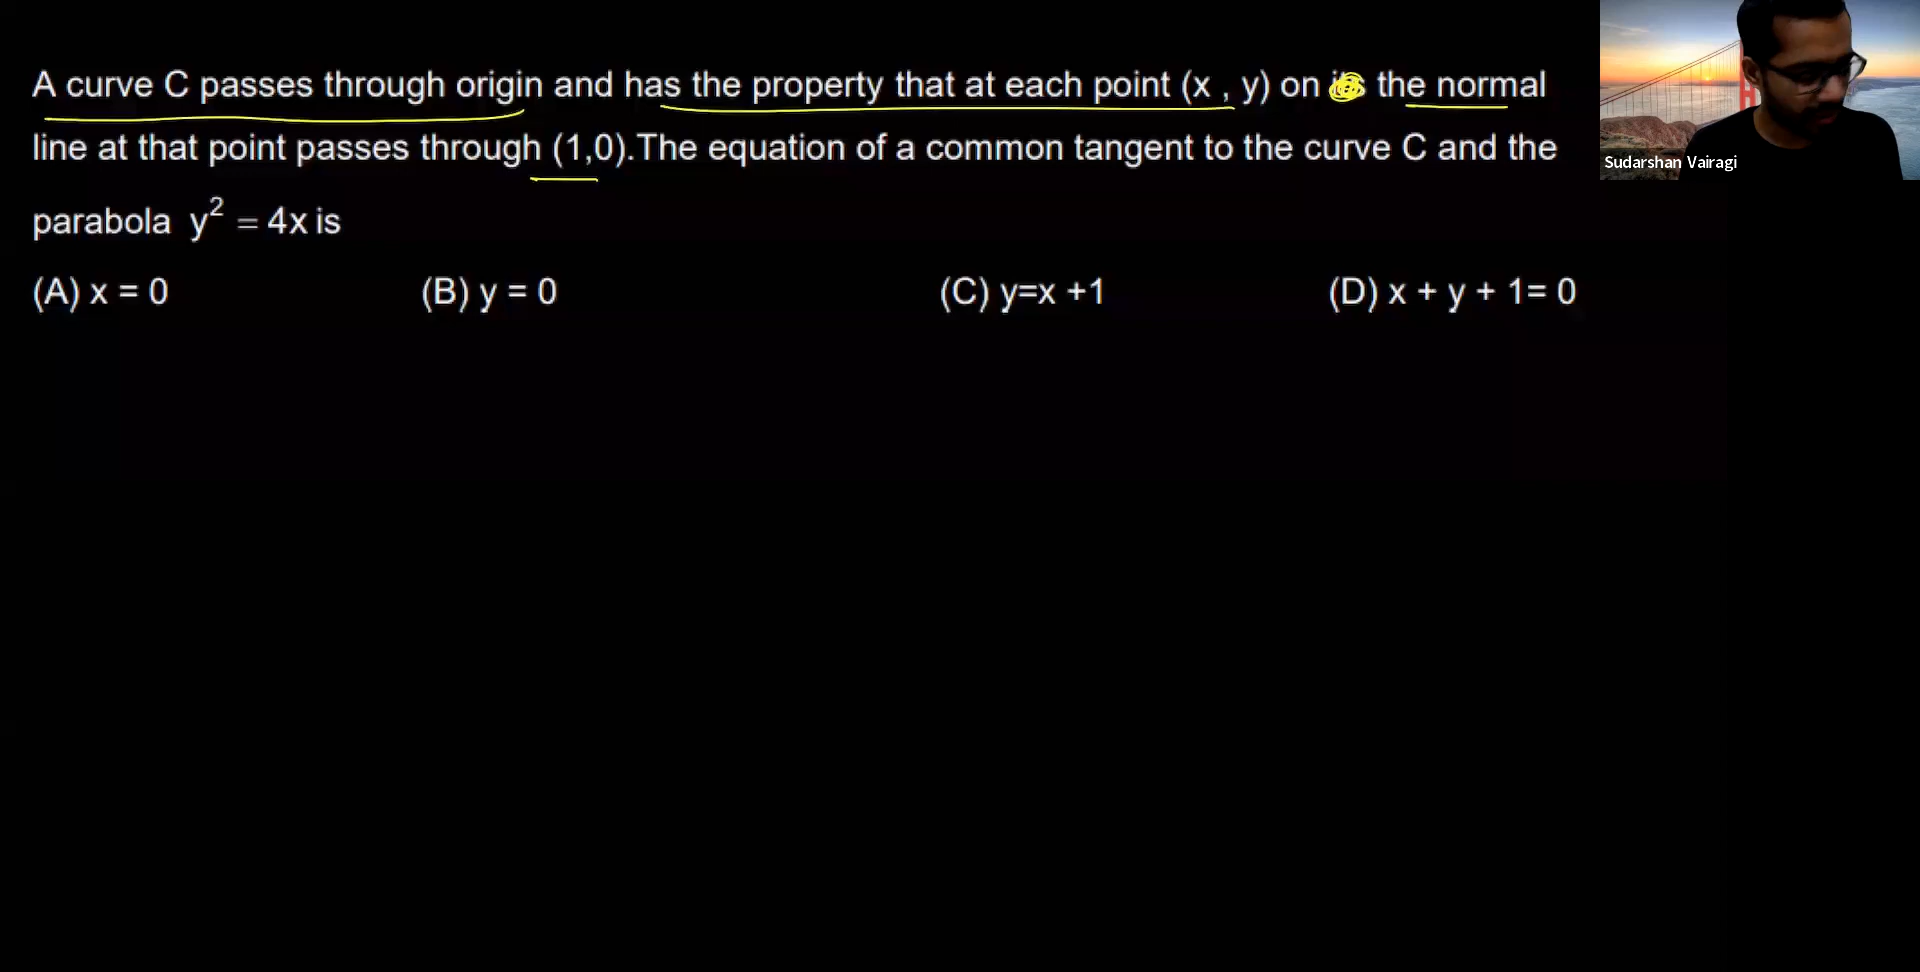 A curve C passes through origin and has the property that at each point (x , y) on the normal
line at that point passes through (1,0).The equation of a common tangent to the curve C and the
parabola y² = 4x is
(A) x = 0 (B) y = 0 (C) y=x +1 (D) x + y + 1= 0
Sudarshan Vairagi